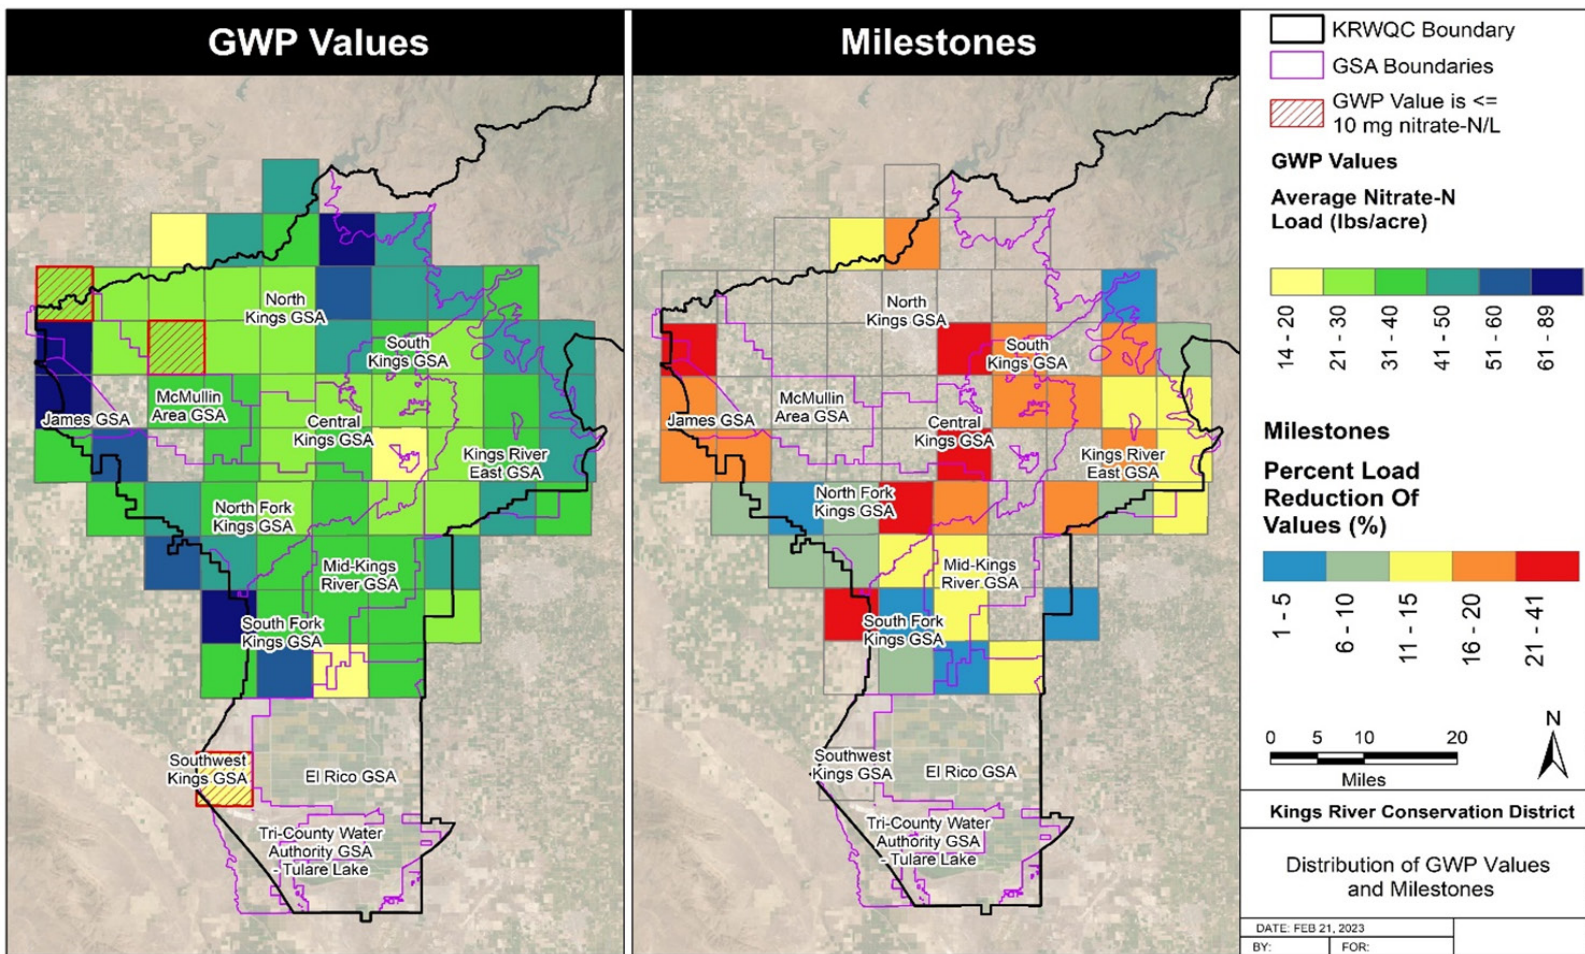 GWP Values
North
Kings GSA
South
Kings GSA
McMullin
Area GSA
James GSA
Central
Kings GSA
Kings River
East GSA
North Fork
Kings GSA
Mid-Kings
River GSA
South Fork
Kings GSA
Southwest
Kings GSA
El Rico GSA
Tri-County Water
Authority GSA
- Tulare Lake
Milestones
North
Kings GSA
South
Kings GSA
McMullin
Area GSA
James GSA
Central
Kings GSA
Kings River
East GSA
North Fork
Kings GSA
Mid-Kings
River GSA
South Fork
Kings GSA
Southwest
Kings GSA
El Rico GSA
Tri-County Water
Authority GSA
- Tulare Lake
KRWQC Boundary
GSA Boundaries
GWP Value is <=
10 mg nitrate-N/L
GWP Values
Average Nitrate-N
Load (lbs/acre)
14 - 20
21 - 30
31 - 40
41 - 50
51 - 60
61 - 89
Milestones
Percent Load
Reduction Of
Values (%)
1 - 5
6 - 10
11 - 15
16 - 20
21 - 41
N
0 5 10 20
Miles
Kings River Conservation District
Distribution of GWP Values
and Milestones
DATE: FEB 21, 2023
BY: FOR: